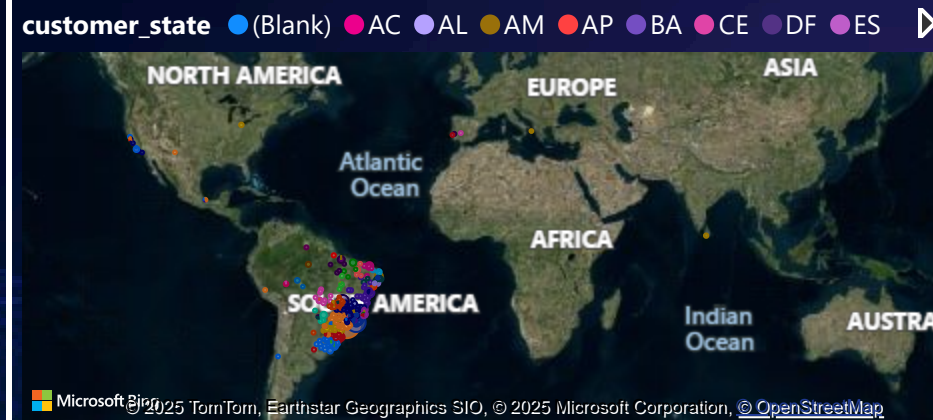 customer_state (Blank) AC AL AM AP BA CE DF ES
NORTH AMERICA
EUROPE
ASIA
Atlantic
Ocean
AFRICA
AMERICA
Indian
Ocean
AUSTRA
Microsoft Bing
© 2025 TomTom, Earthstar Geographics SIO, © 2025 Microsoft Corporation, © OpenStreetMap